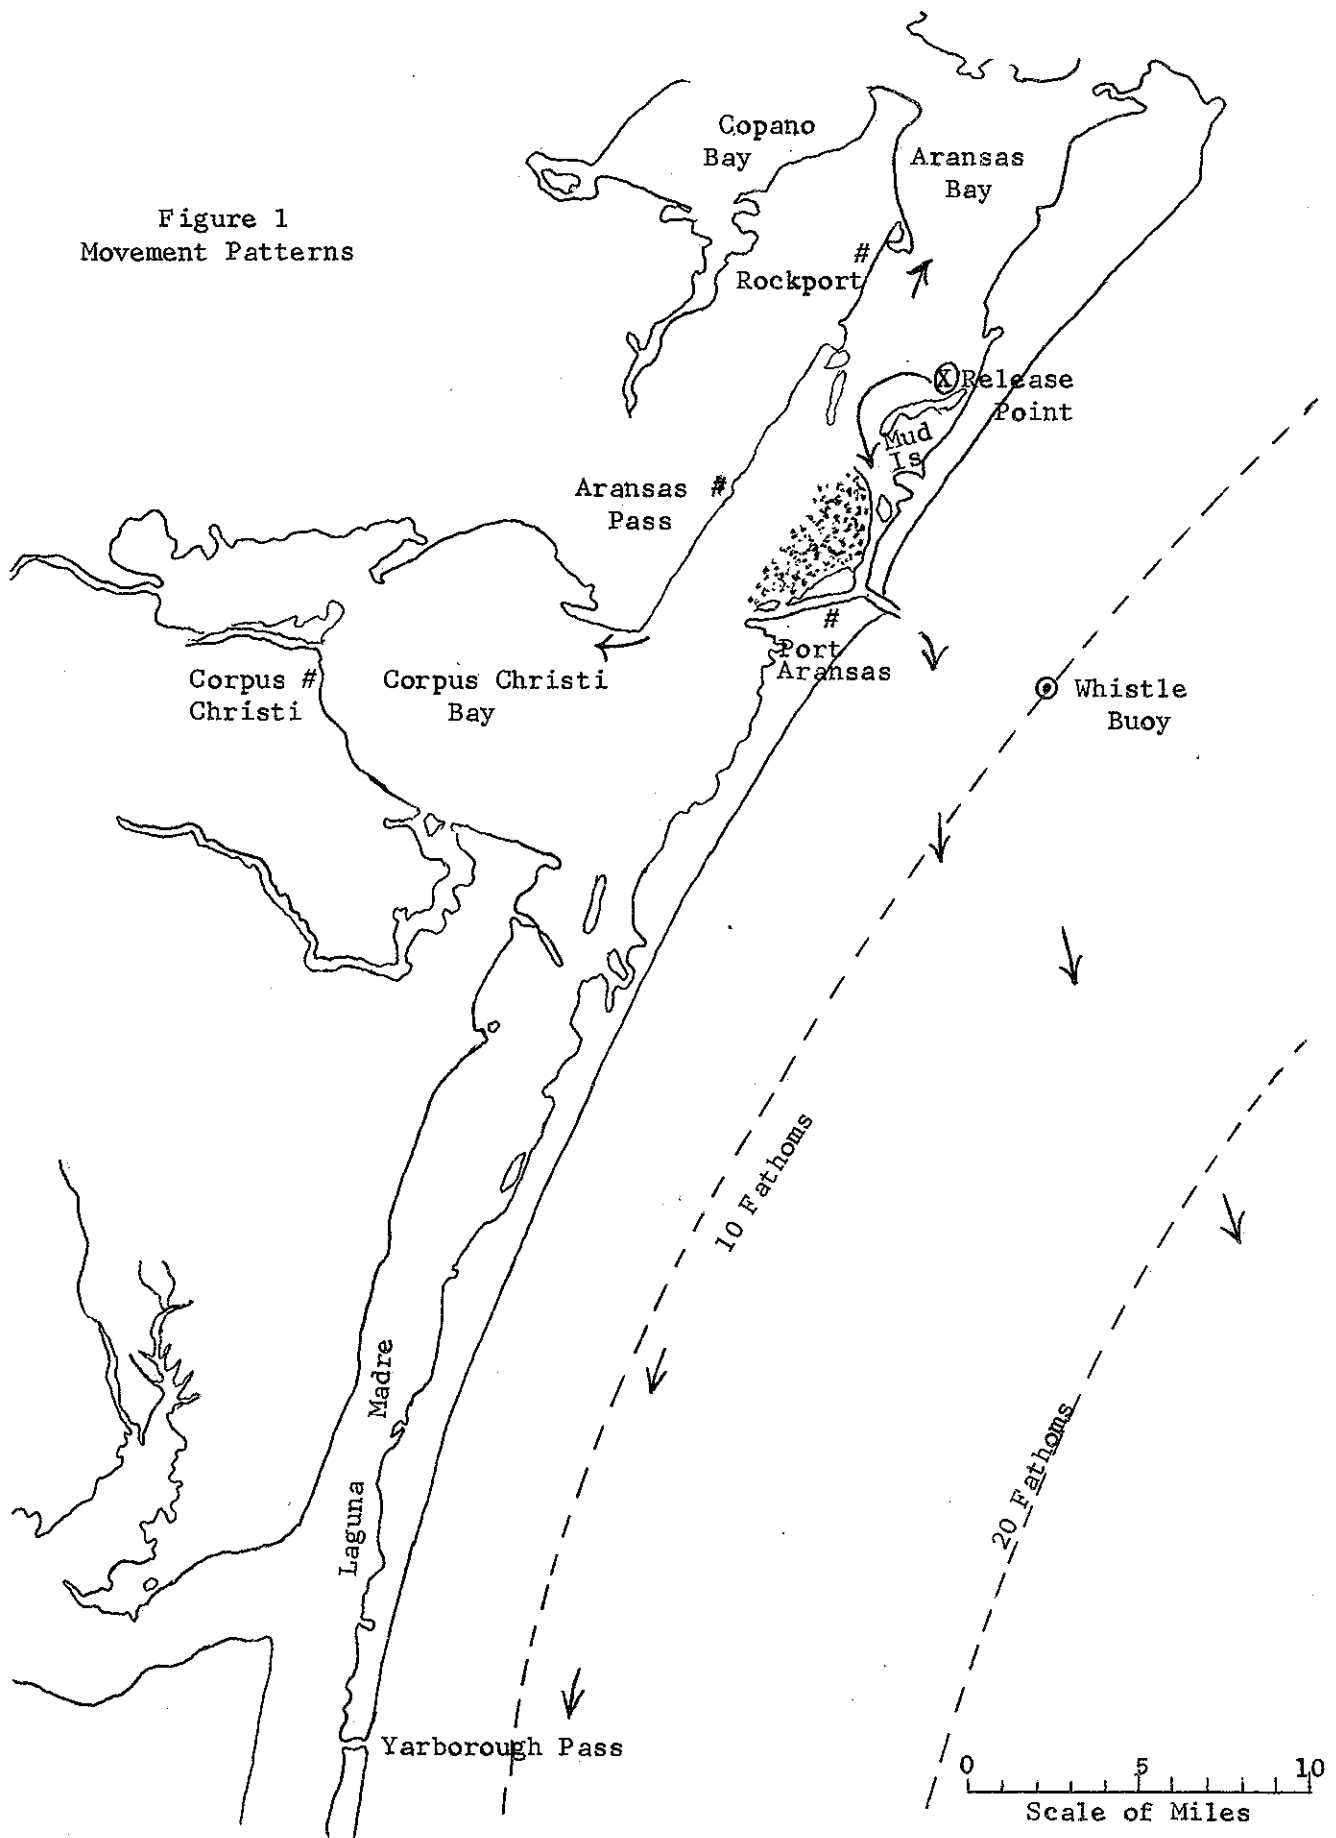 Copano
Bay
Aransas
Bay
Figure 1
Movement Patterns
#
Rockport
X Release
Point
Mud
Is
Aransas #
Pass
#
Port
Aransas
Corpus #
Christi
Corpus Christi
Bay
Whistle
Buoy
10 Fathoms
20 Fathoms
Laguna Madre
Yarborough Pass
0 5 10
Scale of Miles